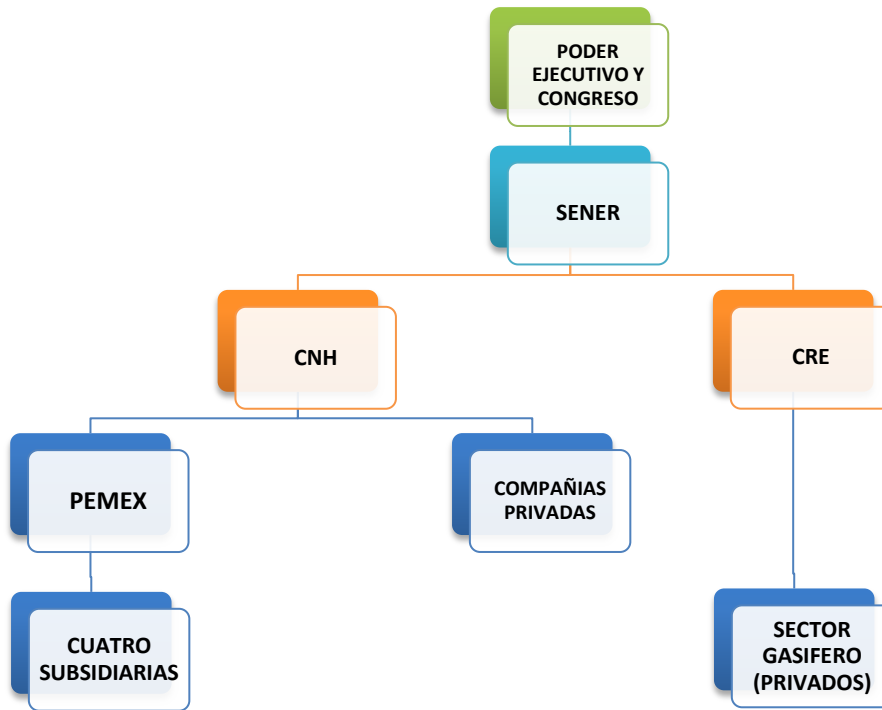 PODER
EJECUTIVO Y
CONGRESO
SENER
CNH
CRE
PEMEX
COMPAÑIAS
PRIVADAS
CUATRO
SUBSIDIARIAS
SECTOR
GASIFERO
(PRIVADOS)